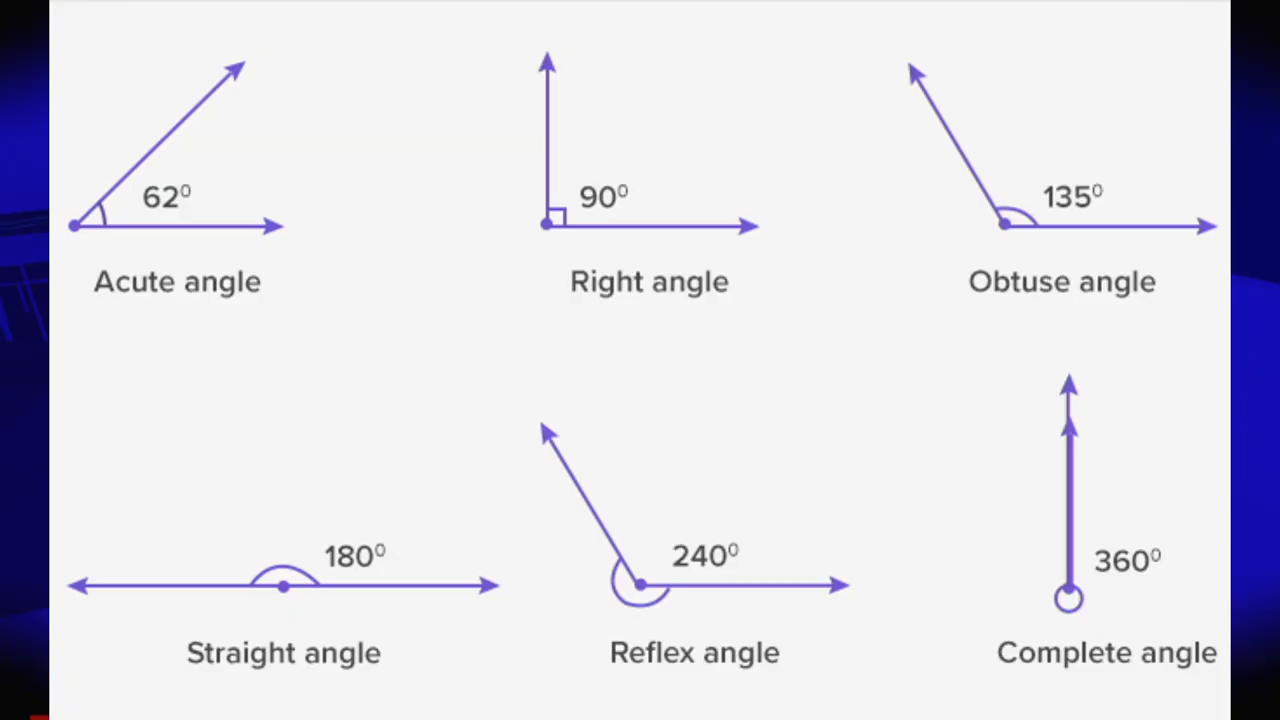 62⁰
90⁰
135⁰
Acute angle
Right angle
Obtuse angle
180⁰
240⁰
360⁰
Straight angle
Reflex angle
Complete angle